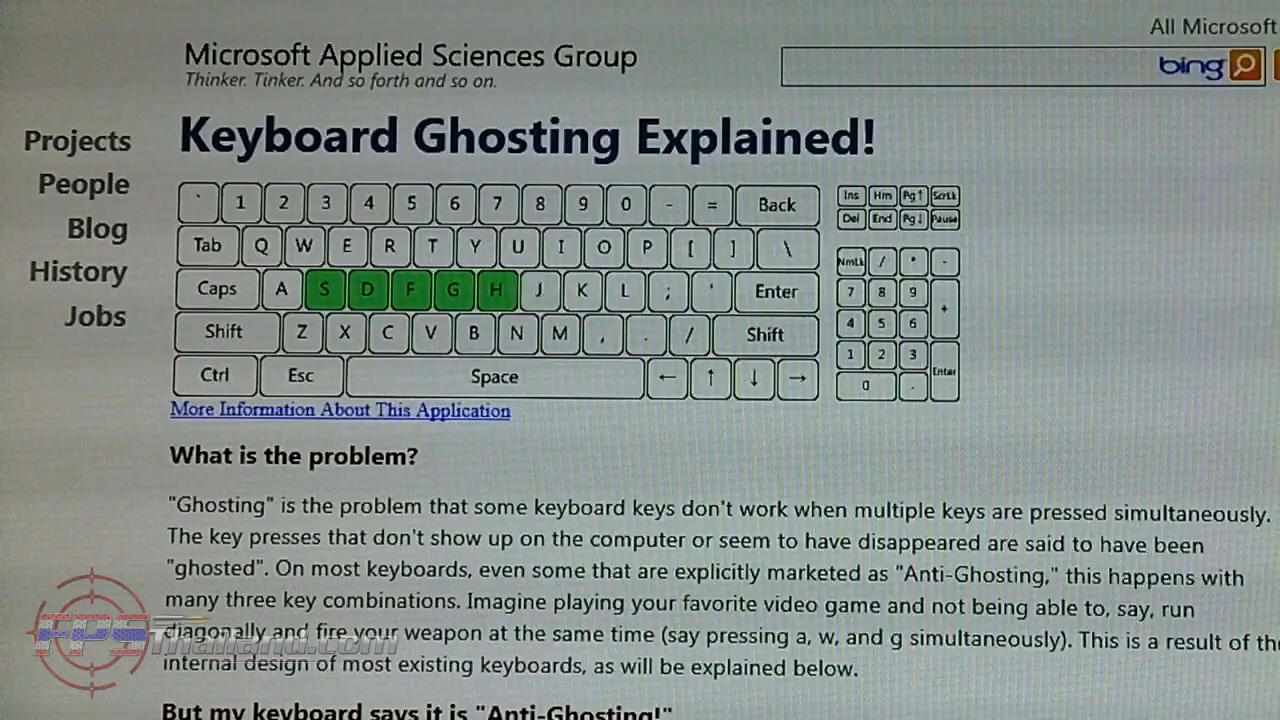 All Microsoft
Microsoft Applied Sciences Group
Thinker. Tinker. And so forth and so on.
bing
Projects
People
Blog
History
Jobs
Keyboard Ghosting Explained!
` 1 2 3 4 5 6 7 8 9 0 - = Back
Tab Q W E R T Y U I O P [ ] \
Caps A S D F G H J K L ; ' Enter
Shift Z X C V B N M , . / Shift
Ctrl Esc Space ← ↑ ↓ →
Ins Hm Pg↑ ScrLk
Del End Pg↓ Pause
NmLk / * -
7 8 9 +
4 5 6
1 2 3 Enter
0 .
More Information About This Application
What is the problem?
"Ghosting" is the problem that some keyboard keys don't work when multiple keys are pressed simultaneously.
The key presses that don't show up on the computer or seem to have disappeared are said to have been
"ghosted". On most keyboards, even some that are explicitly marketed as "Anti-Ghosting," this happens with
many three key combinations. Imagine playing your favorite video game and not being able to, say, run
diagonally and fire your weapon at the same time (say pressing a, w, and g simultaneously). This is a result of the
internal design of most existing keyboards, as will be explained below.
But my keyboard says it is "Anti-Ghosting!"
FPSThailand.com